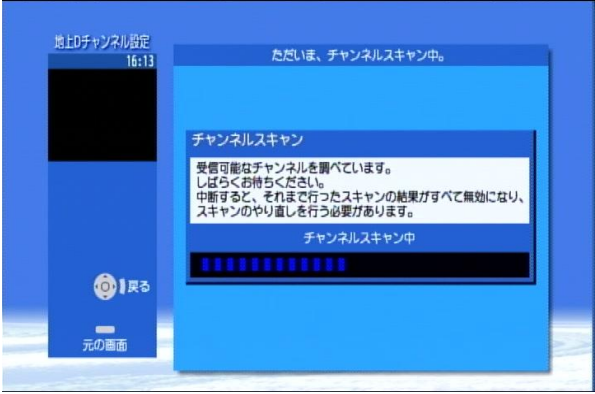 地上Dチャンネル設定
16:13
ただいま、チャンネルスキャン中。
チャンネルスキャン
受信可能なチャンネルを調べています。
しばらくお待ちください。
中断すると、それまで行ったスキャンの結果がすべて無効になり、
スキャンのやり直しを行う必要があります。
チャンネルスキャン中
戻る
元の画面